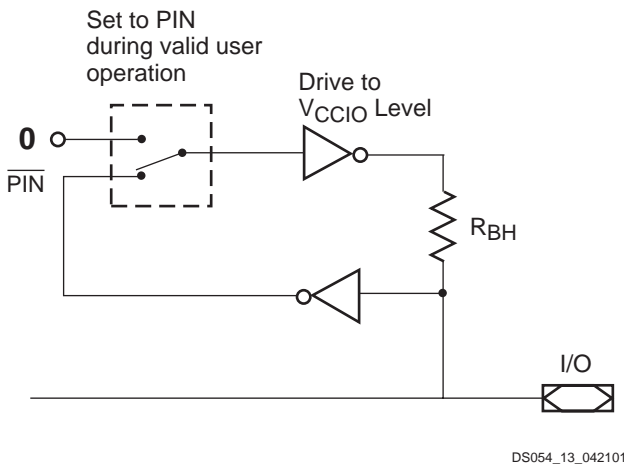 Set to PIN
during valid user
operation
Drive to
VCCIO Level
0
PIN
RBH
I/O
DS054_13_042101